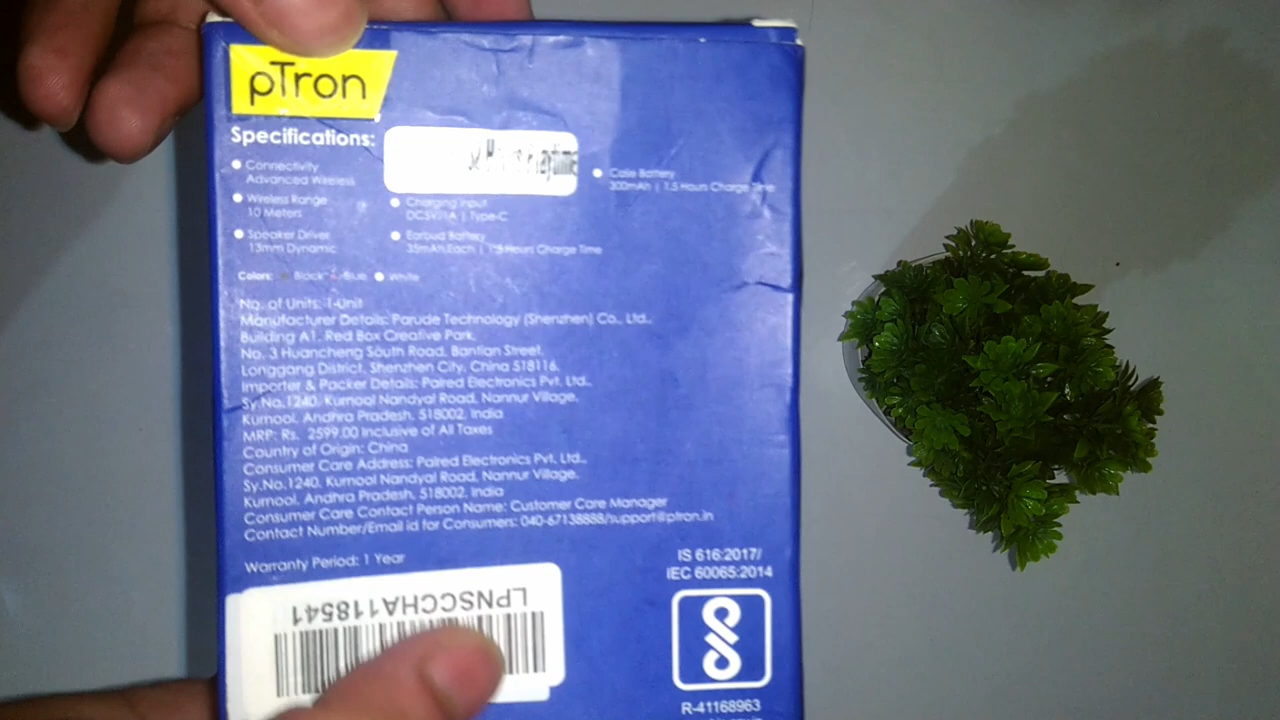 pTron
Specifications:
Hours Playtime
Connectivity
Advanced Wireless
Case Battery
300mAh | 1.5 Hours Charge Time
Wireless Range
10 Meters
Charging Input
DC5V/1A | Type-C
Speaker Driver
13mm Dynamic
Earbud Battery
35mAh Each | Hours Charge Time
Colors: Black Blue White
No. of Units: 1-Unit
Manufacturer Details: Parude Technology (Shenzhen) Co., Ltd.,
Building A1, Red Box Creative Park,
No. 3 Huancheng South Road, Bantian Street,
Longgang District, Shenzhen City, China 518116.
Importer & Packer Details: Palred Electronics Pvt. Ltd.,
Sy.No.1240, Kurnool Nandyal Road, Nannur Village,
Kurnool, Andhra Pradesh, 518002, India
MRP: Rs. 2599.00 Inclusive of All Taxes
Country of Origin: China
Consumer Care Address: Palred Electronics Pvt. Ltd.,
Sy.No.1240, Kurnool Nandyal Road, Nannur Village,
Kurnool, Andhra Pradesh, 518002, India
Consumer Care Contact Person Name: Customer Care Manager
Contact Number/Email id for Consumers: 040-67138888/support@ptron.in
Warranty Period: 1 Year
IS 616:2017/
IEC 60065:2014
LPNSCCHA118541
R-41168963